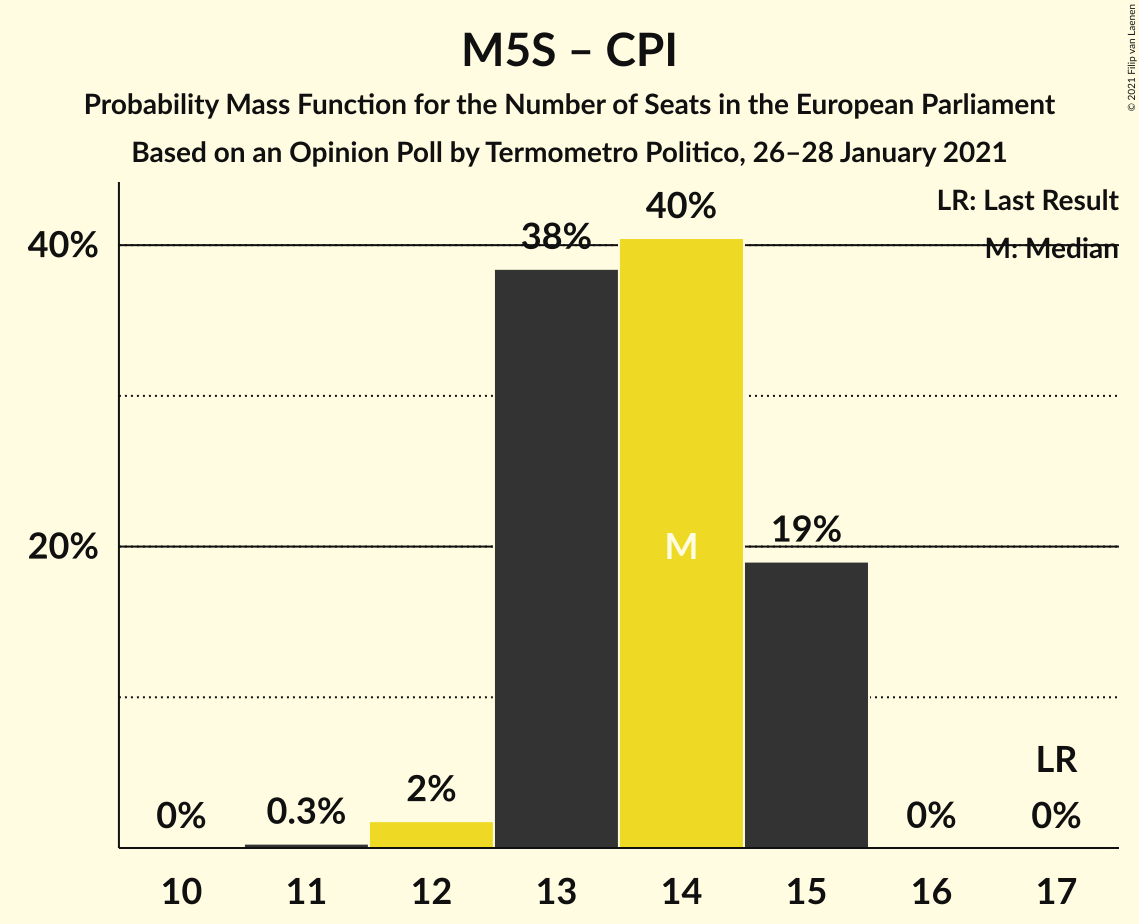 M5S – CPI
Probability Mass Function for the Number of Seats in the European Parliament
Based on an Opinion Poll by Termometro Politico, 26–28 January 2021
© 2021 Filip van Laenen
LR: Last Result
M: Median
40%
20%
0%
0.3%
2%
38%
40%
M
19%
0%
LR
0%
10 11 12 13 14 15 16 17